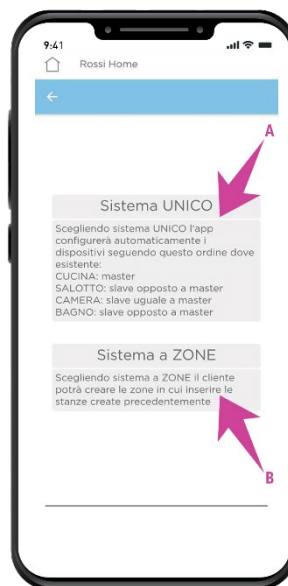 9:41
Rossi Home
A
Sistema UNICO
Scegliendo sistema UNICO l'app
configurerà automaticamente i
dispositivi seguendo questo ordine dove
esistente:
CUCINA: master
SALOTTO: slave opposto a master
CAMERA: slave uguale a master
BAGNO: slave opposto a master
Sistema a ZONE
Scegliendo sistema a ZONE il cliente
potrà creare le zone in cui inserire le
stanze create precedentemente
B